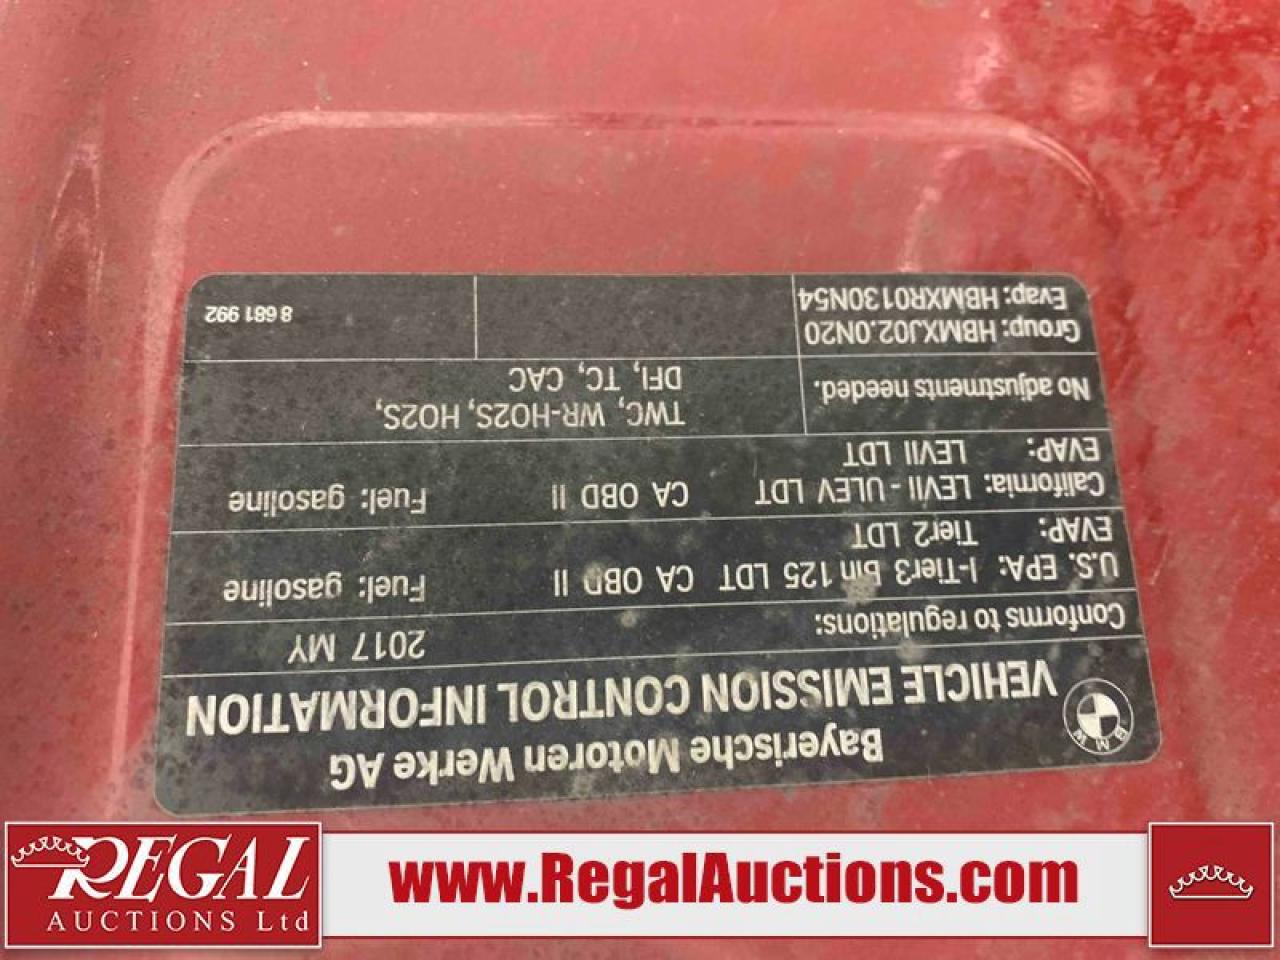 Bayerische Motoren Werke AG
BMW
VEHICLE EMISSION CONTROL INFORMATION
Conforms to regulations: 2017 MY
U.S. EPA: I-Tier3 Bin 125 LDT CA OBD II Fuel: gasoline
EVAP: Tier2 LDT
California: LEVII - ULEV LDT CA OBD II Fuel: gasoline
EVAP: LEVII LDT
No adjustments needed.
TWC, WR-HO2S, HO2S,
DFI, TC, CAC
Group: HBMXJ02.0N20
Evap: HBMXR0130N54
8 681 992
REGAL
AUCTIONS Ltd
www.RegalAuctions.com